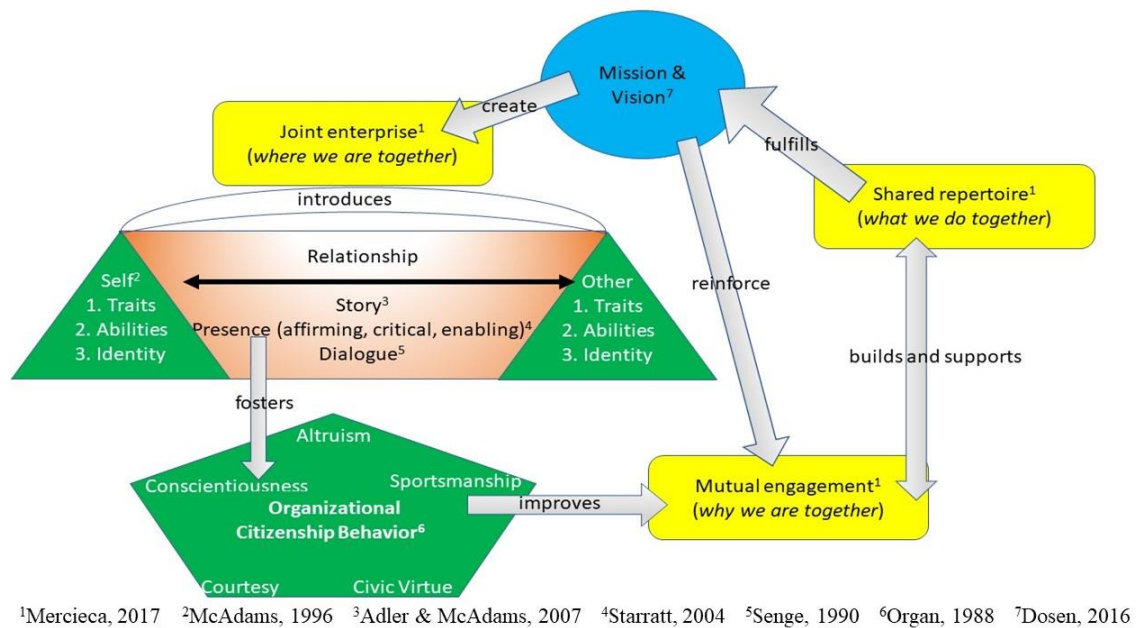 Mission &
Vision⁷
create
Joint enterprise¹
(where we are together)
fulfills
Shared repertoire¹
(what we do together)
introduces
Relationship
Self²
1. Traits
2. Abilities
3. Identity
Story³
Presence (affirming, critical, enabling)⁴
Dialogue⁵
Other
1. Traits
2. Abilities
3. Identity
reinforce
builds and supports
fosters
Altruism
Conscientiousness
Sportsmanship
Organizational
Citizenship Behavior⁶
Courtesy
Civic Virtue
improves
Mutual engagement¹
(why we are together)
¹Mercieca, 2017 ²McAdams, 1996 ³Adler & McAdams, 2007 ⁴Starratt, 2004 ⁵Senge, 1990 ⁶Organ, 1988 ⁷Dosen, 2016